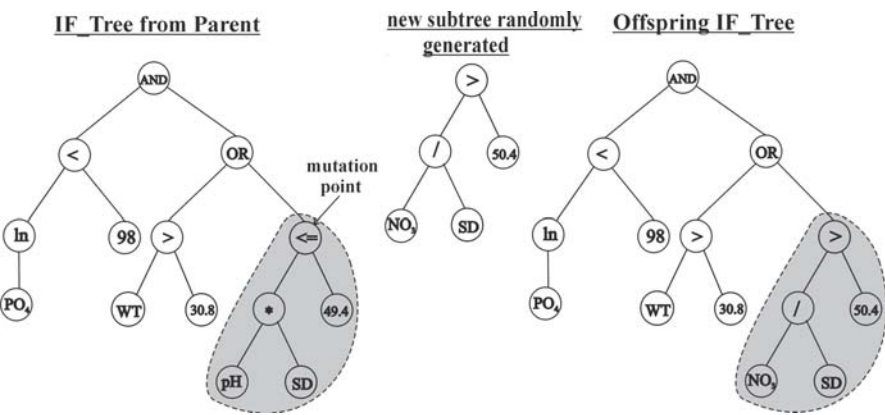 IF_Tree from Parent
AND
<
OR
ln
98
>
mutation
point
<=
PO₄
WT
30.8
*
49.4
pH
SD
new subtree randomly
generated
>
/
50.4
NO₃
SD
Offspring IF_Tree
AND
<
OR
ln
98
>
>
PO₄
WT
30.8
/
50.4
NO₃
SD